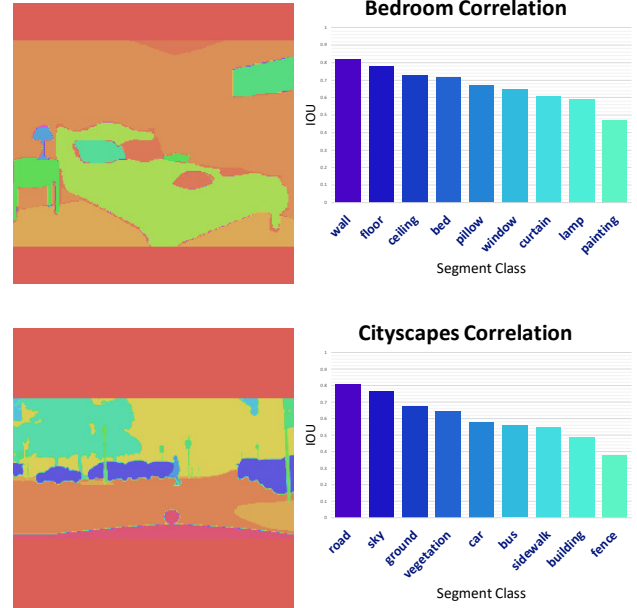 Bedroom Correlation
1
0.9
0.8
0.7
0.6
0.5
0.4
0.3
0.2
0.1
0
IOU
wall floor celling bed pillow window curtain lamp painting
Segment Class
Cityscapes Correlation
1
0.9
0.8
0.7
0.6
0.5
0.4
0.3
0.2
0.1
0
IOU
road sky ground vegetation car bus sidewalk building fence
Segment Class